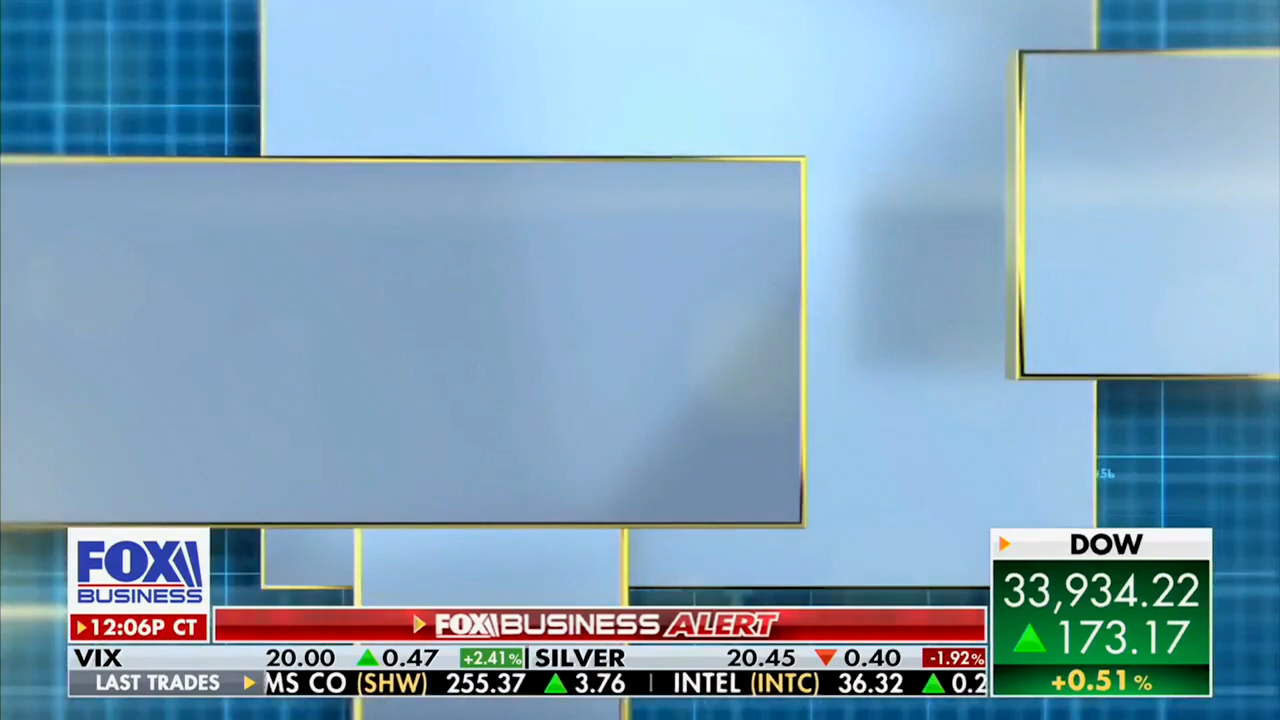 FOX
BUSINESS
12:06P CT
FOX BUSINESS ALERT
VIX 20.00 0.47 +2.41% SILVER 20.45 0.40 -1.92%
LAST TRADES MS CO (SHW) 255.37 3.76 | INTEL (INTC) 36.32 0.2
DOW
33,934.22
173.17
+0.51%